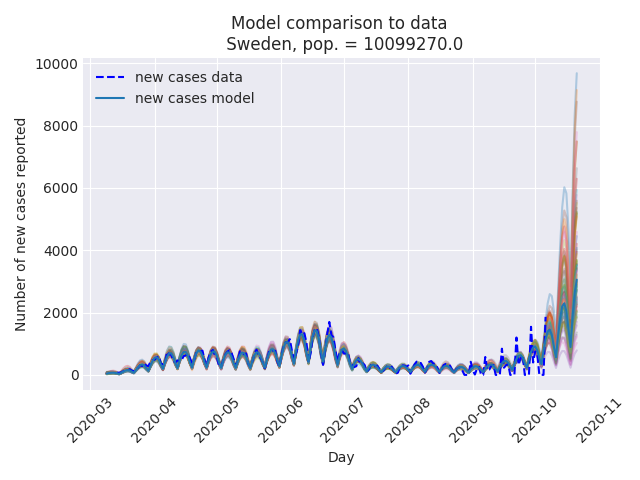 Model comparison to data
Sweden, pop. = 10099270.0
new cases data
new cases model
Number of new cases reported
10000
8000
6000
4000
2000
0
2020-03
2020-04
2020-05
2020-06
2020-07
2020-08
2020-09
2020-10
2020-11
Day